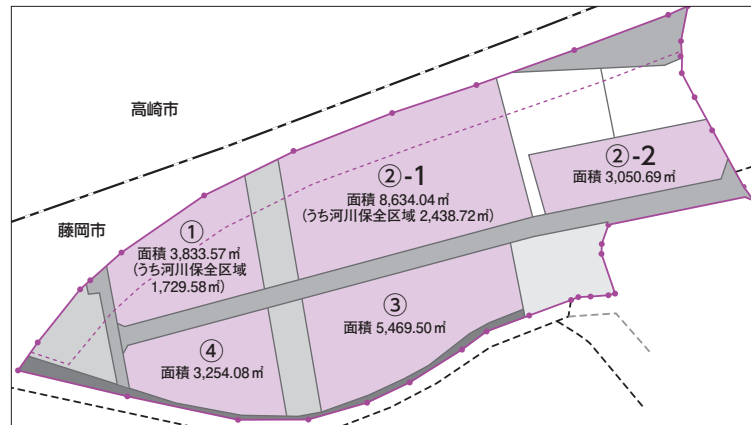 高崎市
藤岡市
②-1
面積 8,634.04㎡
(うち河川保全区域 2,438.72㎡)
②-2
面積 3,050.69㎡
①
面積 3,833.57㎡
(うち河川保全区域
1,729.58㎡)
③
面積 5,469.50㎡
④
面積 3,254.08㎡